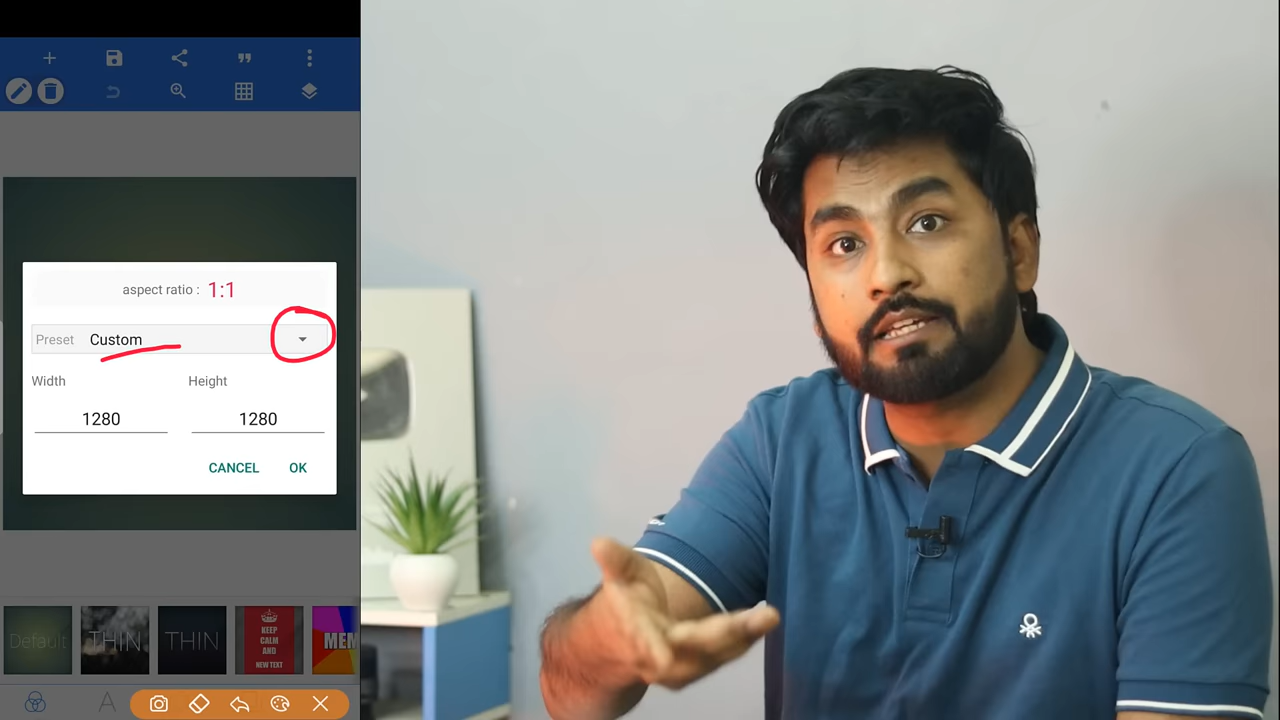 aspect ratio : 1:1
Preset Custom
Width Height
1280 1280
CANCEL OK
Default THIN THIN KEEP CALM AND NEW TEXT MEM
A